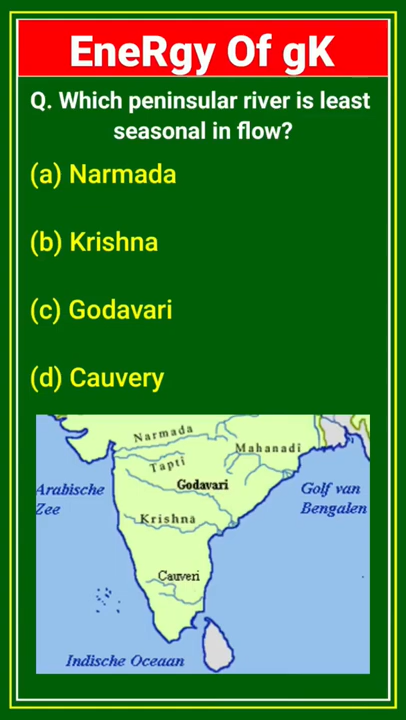 EneRgy Of gK
Q. Which peninsular river is least
seasonal in flow?
(a) Narmada
(b) Krishna
(c) Godavari
(d) Cauvery
Narmada
Mahanadi
Tapti
Godavari
Arabische
Zee
Golf van
Bengalen
Krishna
Cauveri
Indische Oceaan